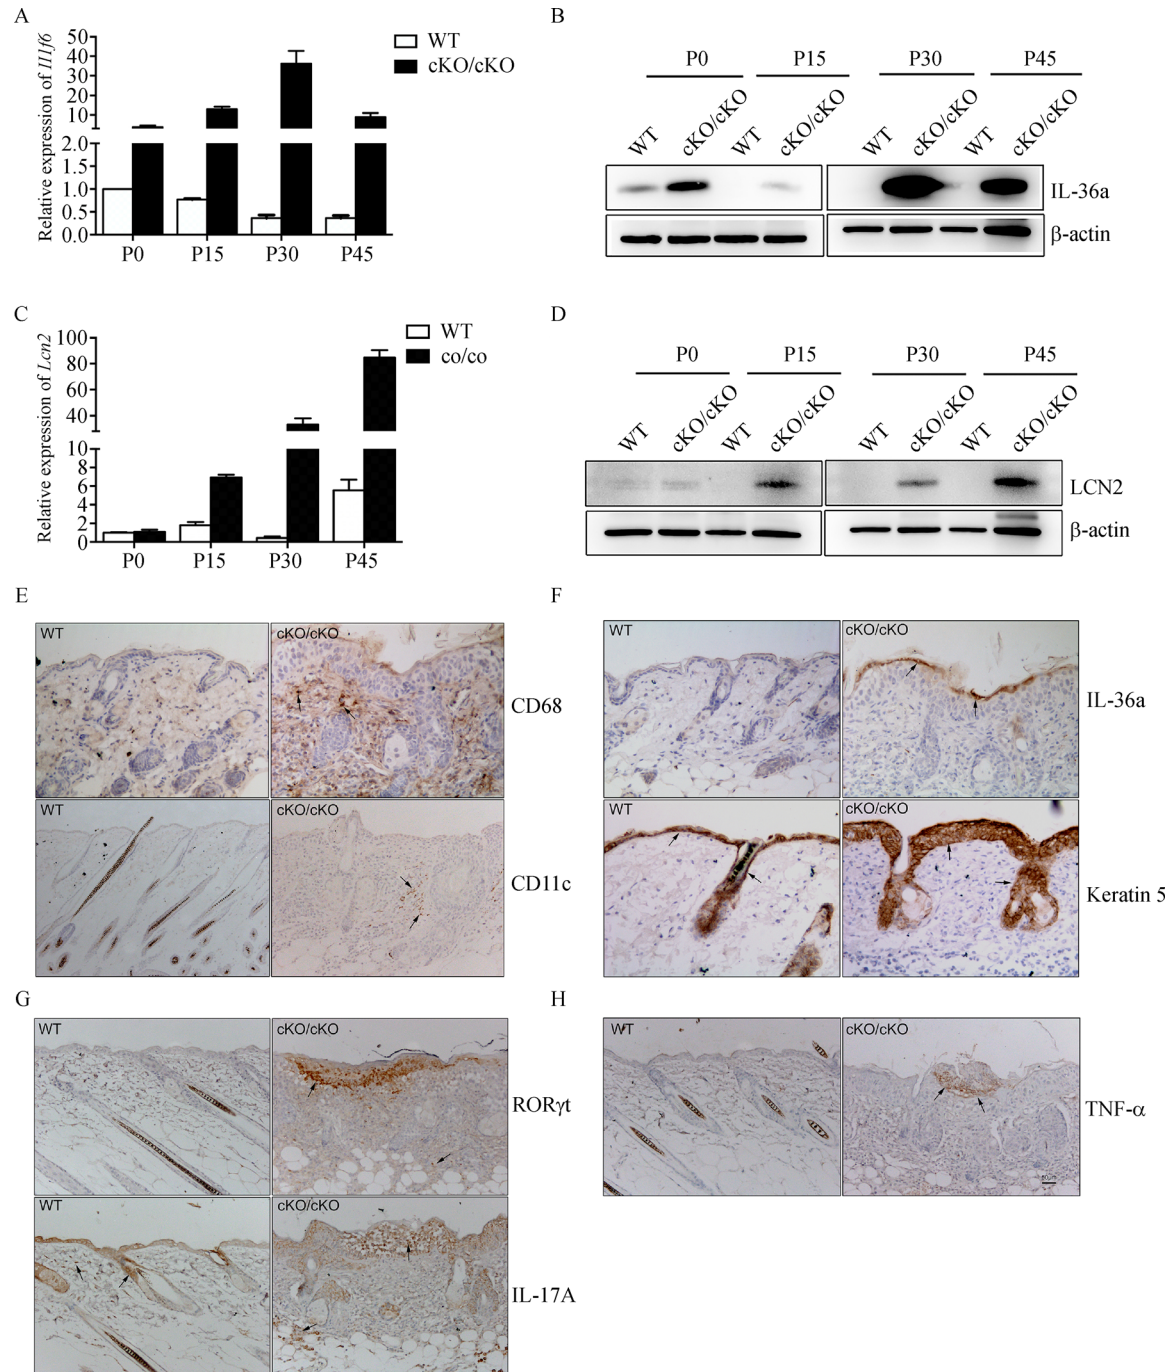 A
Relative expression of Il1f6
50
40
30
20
10
2.0
1.5
1.0
0.5
0.0
P0 P15 P30 P45
WT
cKO/cKO
B
P0 P15 P30 P45
WT cKO/cKO WT cKO/cKO WT cKO/cKO WT cKO/cKO
IL-36a
β-actin
C
Relative expression of Lcn2
100
80
60
40
10
8
6
4
2
0
P0 P15 P30 P45
WT
co/co
D
P0 P15 P30 P45
WT cKO/cKO WT cKO/cKO WT cKO/cKO WT cKO/cKO
LCN2
β-actin
E
WT cKO/cKO
CD68
WT cKO/cKO
CD11c
F
WT cKO/cKO
IL-36a
WT cKO/cKO
Keratin 5
G
WT cKO/cKO
RORγt
WT cKO/cKO
IL-17A
H
WT cKO/cKO
TNF-α